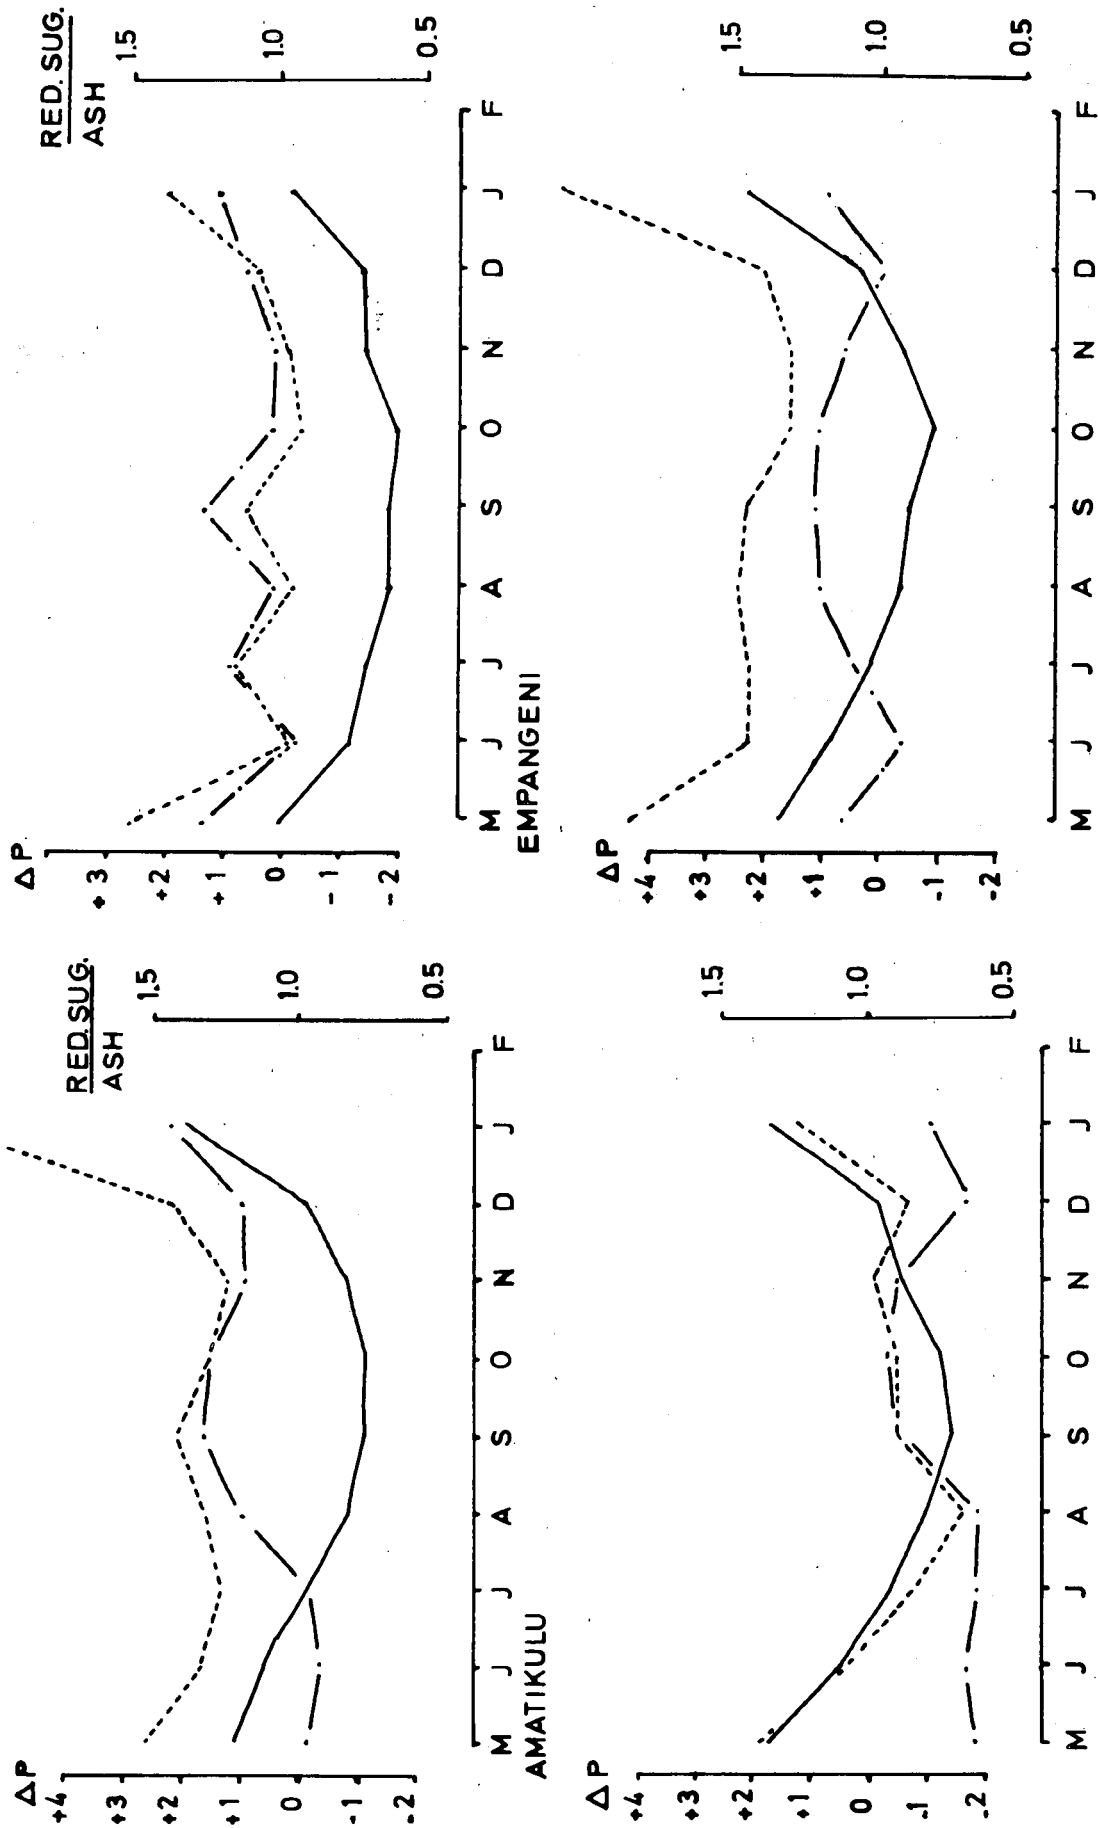 ΔP
+4
+3
+2
+1
0
-1
-2
RED.SUG.
ASH
1.5
1.0
0.5
M J J A S O N D J F
AMATIKULU
ΔP
+3
+2
+1
0
-1
-2
RED.SUG.
ASH
1.5
1.0
0.5
M J J A S O N D J F
EMPANGENI
ΔP
+4
+3
+2
+1
0
-1
-2
1.5
1.0
0.5
M J J A S O N D J F
ΔP
+4
+3
+2
+1
0
-1
-2
1.5
1.0
0.5
M J J A S O N D J F